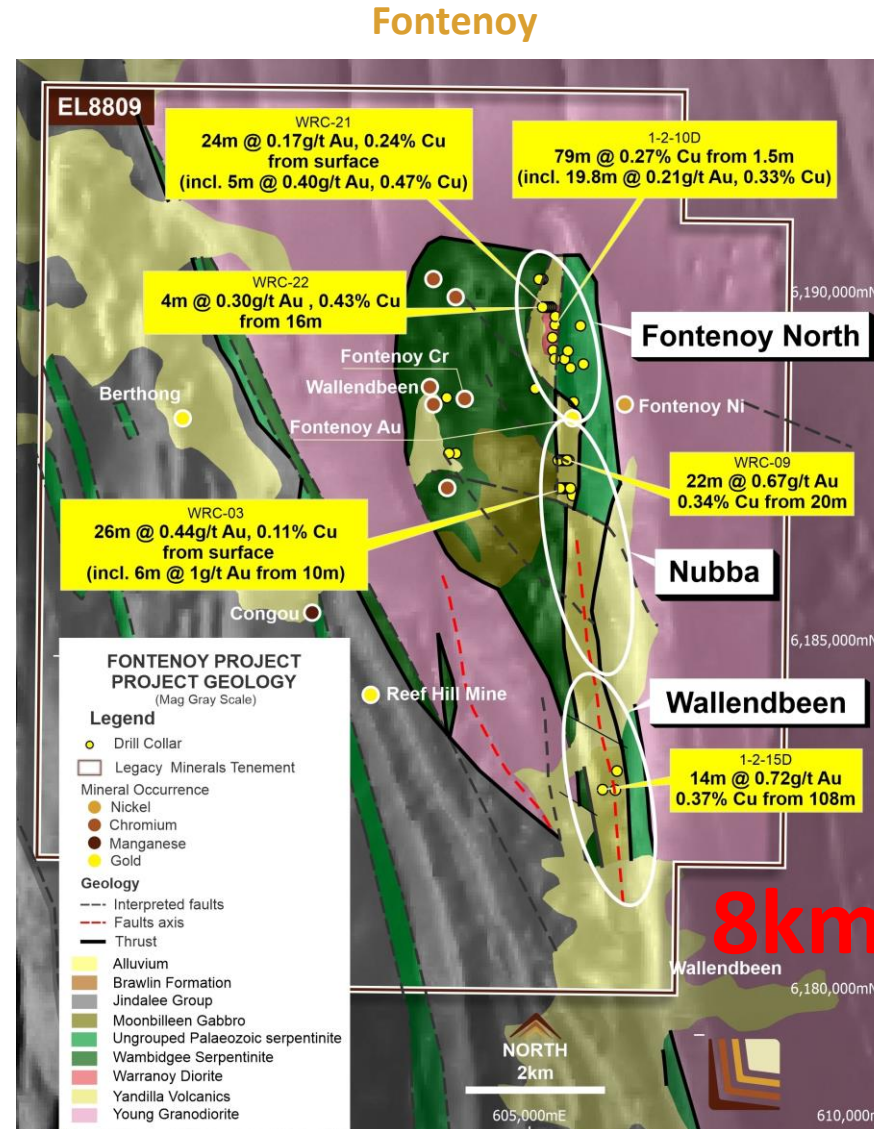 Fontenoy
EL8809
WRC-21
24m @ 0.17g/t Au, 0.24% Cu
from surface
(incl. 5m @ 0.40g/t Au, 0.47% Cu)
1-2-10D
79m @ 0.27% Cu from 1.5m
(incl. 19.8m @ 0.21g/t Au, 0.33% Cu)
WRC-22
4m @ 0.30g/t Au , 0.43% Cu
from 16m
6,190,000mN
Fontenoy North
Fontenoy Cr
Wallendbeen
Berthong
Fontenoy Ni
Fontenoy Au
WRC-09
22m @ 0.67g/t Au
0.34% Cu from 20m
WRC-03
26m @ 0.44g/t Au, 0.11% Cu
from surface
(incl. 6m @ 1g/t Au from 10m)
Nubba
Congou
6,185,000mN
Reef Hill Mine
Wallendbeen
1-2-15D
14m @ 0.72g/t Au
0.37% Cu from 108m
8km
Wallendbeen
6,180,000mN
FONTENOY PROJECT
PROJECT GEOLOGY
(Mag Gray Scale)
Legend
Drill Collar
Legacy Minerals Tenement
Mineral Occurrence
Nickel
Chromium
Manganese
Gold
Geology
Interpreted faults
Faults axis
Thrust
Alluvium
Brawlin Formation
Jindalee Group
Moonbilleen Gabbro
Ungrouped Palaeozoic serpentinite
Wambidgee Serpentinite
Warranoy Diorite
Yandilla Volcanics
Young Granodiorite
NORTH
2km
605,000mE
610,0